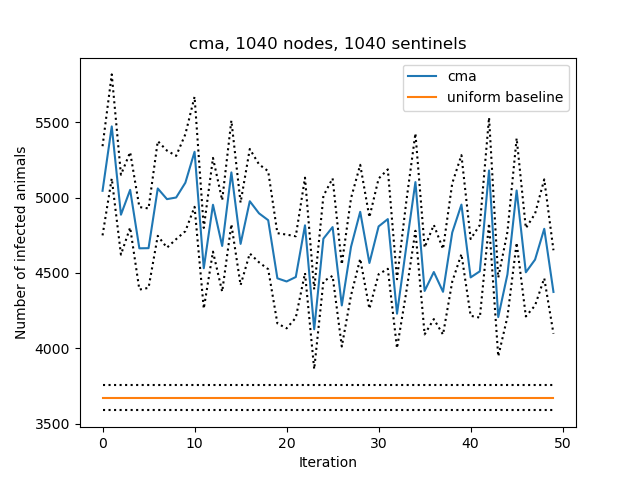 cma, 1040 nodes, 1040 sentinels
cma
uniform baseline
Number of infected animals
5500
5000
4500
4000
3500
0 10 20 30 40 50
Iteration